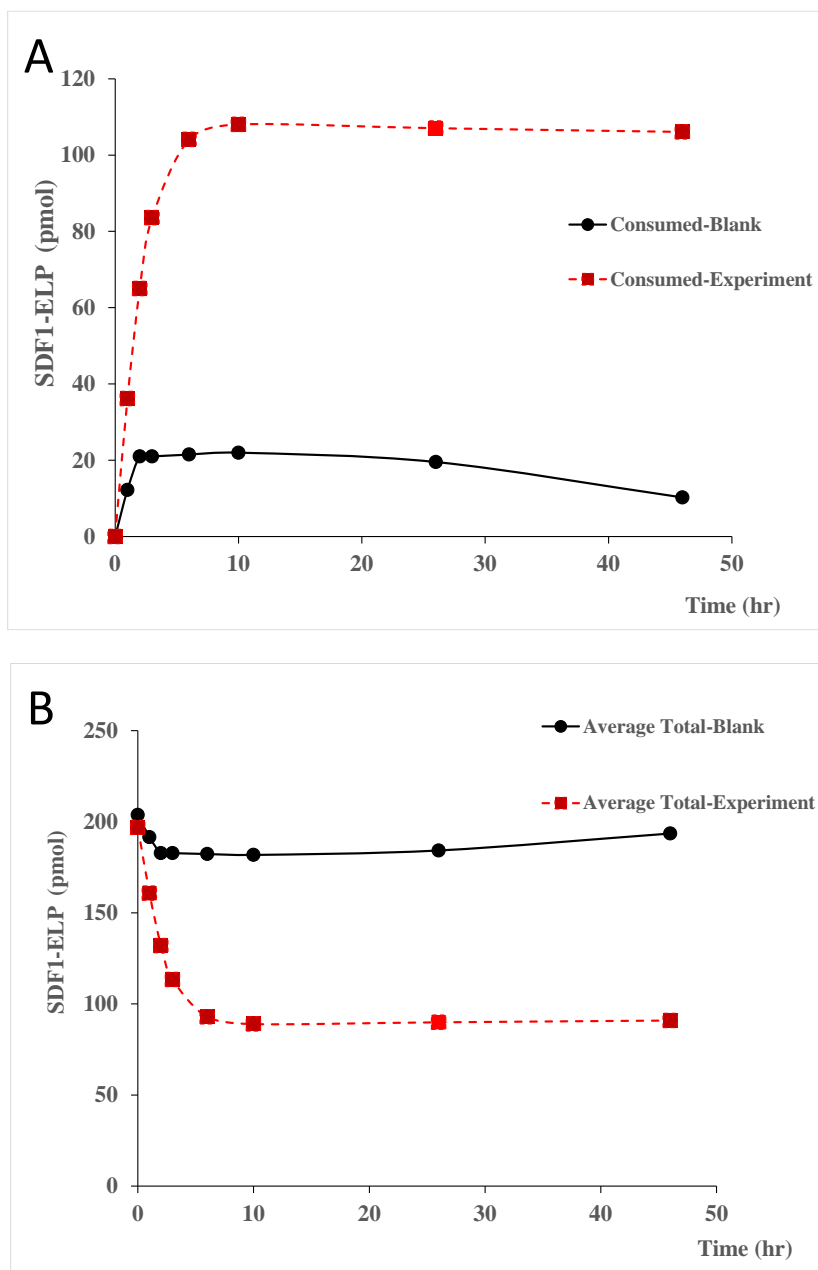 A
120
100
80
60
40
20
0
SDF1-ELP (pmol)
Consumed-Blank
Consumed-Experiment
0 10 20 30 40 50
Time (hr)
B
250
200
150
100
50
0
SDF1-ELP (pmol)
Average Total-Blank
Average Total-Experiment
0 10 20 30 40 50
Time (hr)